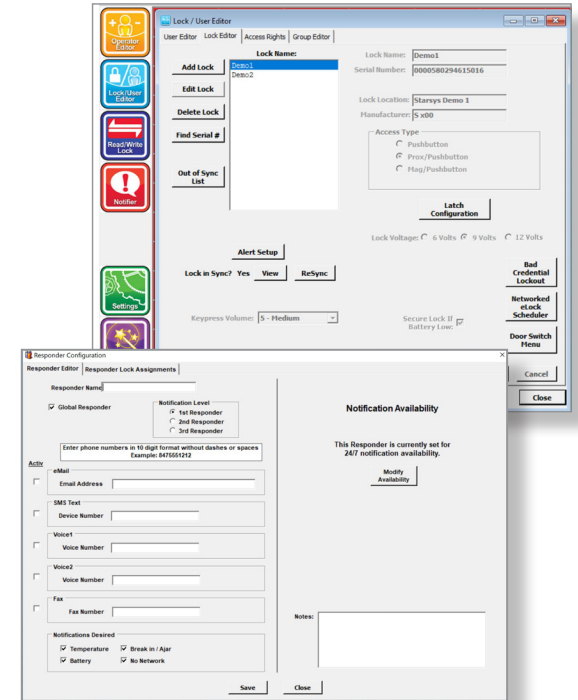 Operator
Editor
Lock/User
Editor
Read/Write
Lock
Notifier
Settings
Lock / User Editor
User Editor Lock Editor Access Rights Group Editor
Lock Name:
Add Lock
Edit Lock
Delete Lock
Find Serial #
Out of Sync
List
Demo1
Demo2
Lock Name: Demo1
Serial Number: 0000580294615016
Lock Location: Starsys Demo 1
Manufacturer: S x00
Access Type
Pushbutton
Prox/Pushbutton
Mag/Pushbutton
Latch
Configuration
Lock Voltage: 6 Volts 9 Volts 12 Volts
Alert Setup
Lock in Sync? Yes View ReSync
Bad
Credential
Lockout
Networked
eLock
Scheduler
Door Switch
Menu
Keypress Volume: 5 - Medium
Secure Lock If
Battery Low:
Cancel
Close
Responder Configuration
Responder Editor Responder Lock Assignments
Responder Name
Global Responder
Notification Level
1st Responder
2nd Responder
3rd Responder
Enter phone numbers in 10 digit format without dashes or spaces
Example: 8475551212
Activ
eMail
Email Address
SMS Text
Device Number
Voice1
Voice Number
Voice2
Voice Number
Fax
Fax Number
Notifications Desired
Temperature Break in / Ajar
Battery No Network
Notification Availability
This Responder is currently set for
24/7 notification availability.
Modify
Availability
Notes:
Save Close